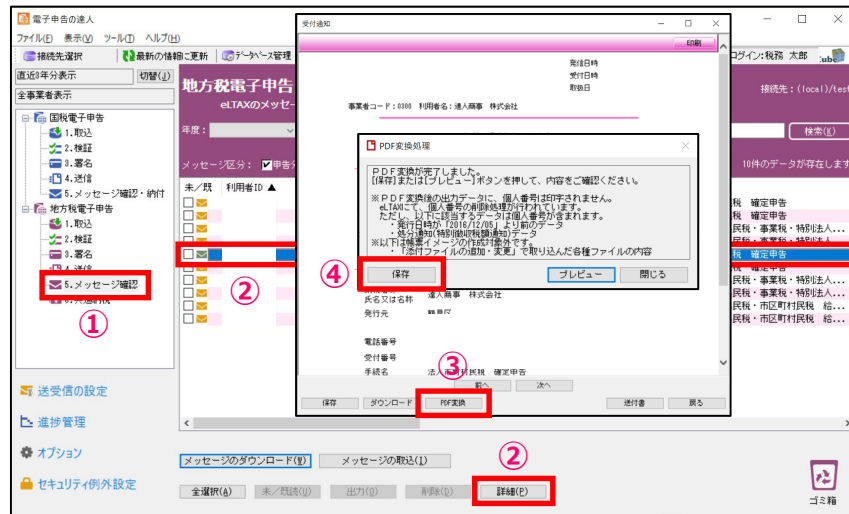 電子申告の達人
ファイル(F) 表示(V) ツール(T) ヘルプ(H)
接続先選択 最新の情報に更新 データベース管理
ログイン:税務 太郎
直近3年分表示 切替(J)
全事業者表示
国税電子申告
1.取込
2.検証
3.署名
4.送信
5.メッセージ確認・納付
地方税電子申告
1.取込
2.検証
3.署名
4.送信
5.メッセージ確認
①
送受信の設定
進捗管理
オプション
セキュリティ例外設定
地方税電子申告
eLTAXのメッセー
接続先:(local)/test
年度:
検索(K)
メッセージ区分: 申告分
10件のデータが存在します
未/既 利用者ID ▲
②
税 確定申告
税 確定申告
民税・事業税・特別法人...
税 確定申告
税 確定申告
民税・事業税・特別法人...
民税・事業税・特別法人...
民税・市区町村民税 給...
民税・市区町村民税 給...
受付通知
印刷
発信日時
受付日時
取扱日
事業者コード:0300 利用者名:達人商事 株式会社
PDF変換処理
PDF変換が完了しました。
[保存]または[プレビュー]ボタンを押して、内容をご確認ください。
※PDF変換後の出力データに、個人番号は印字されません。
eLTAXにて、個人番号の削除処理が行われています。
ただし、以下に該当するデータは個人番号が含まれます。
・発行日時が「2016/12/05」より前のデータ
・処分通知(特別徴収税額通知)データ
※以下は帳票イメージの作成対象外です。
・「添付ファイルの追加・変更」で取り込んだ各種ファイルの内容
④
保存 プレビュー 閉じる
氏名又は名称 達人商事 株式会社
発行元
電話番号
受付番号
手続名 法人市町村民税 確定申告
③
前へ 次へ
保存 ダウンロード PDF変換 送付書 戻る
メッセージのダウンロード(W) メッセージの取込(I)
②
全選択(A) 未/既読(U) 出力(O) 削除(D) 詳細(P)
ゴミ箱